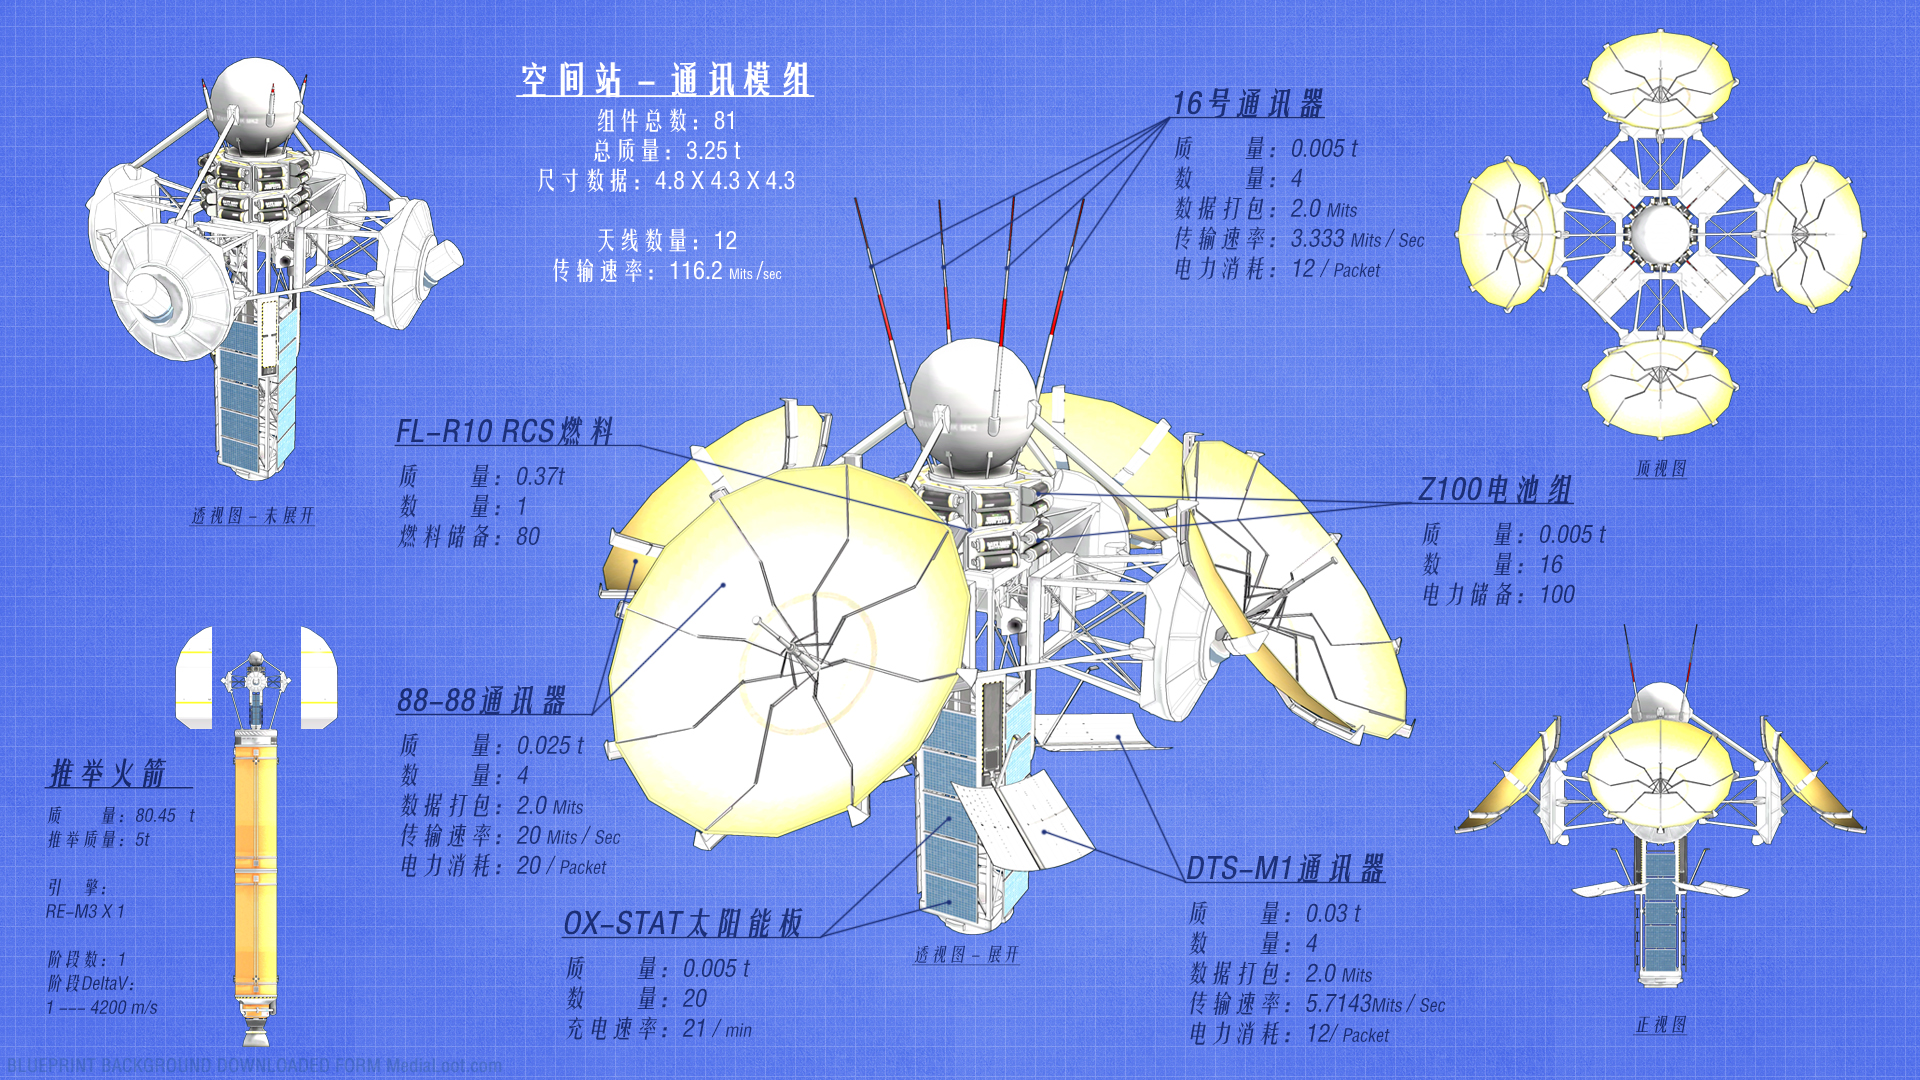 空间站 - 通讯模组
组件总数: 81
总质量: 3.25 t
尺寸数据: 4.8 X 4.3 X 4.3
天线数量: 12
传输速率: 116.2 Mits /sec
16号通讯器
质 量: 0.005 t
数 量: 4
数据打包: 2.0 Mits
传输速率: 3.333 Mits / Sec
电力消耗: 12 / Packet
顶视图
透视图 - 未展开
FL-R10 RCS燃料
质 量: 0.37t
数 量: 1
燃料储备: 80
Z100电池组
质 量: 0.005 t
数 量: 16
电力储备: 100
88-88通讯器
质 量: 0.025 t
数 量: 4
数据打包: 2.0 Mits
传输速率: 20 Mits / Sec
电力消耗: 20 / Packet
推举火箭
质 量: 80.45 t
推举质量: 5t
引 擎:
RE-M3 X 1
阶段数: 1
阶段DeltaV:
1 --- 4200 m/s
OX-STAT太阳能板
质 量: 0.005 t
数 量: 20
充电速率: 21 / min
透视图 - 展开
DTS-M1通讯器
质 量: 0.03 t
数 量: 4
数据打包: 2.0 Mits
传输速率: 5.7143Mits / Sec
电力消耗: 12/ Packet
正视图
BLUEPRINT BACKGROUND DOWNLOADED FORM MediaLoot.com